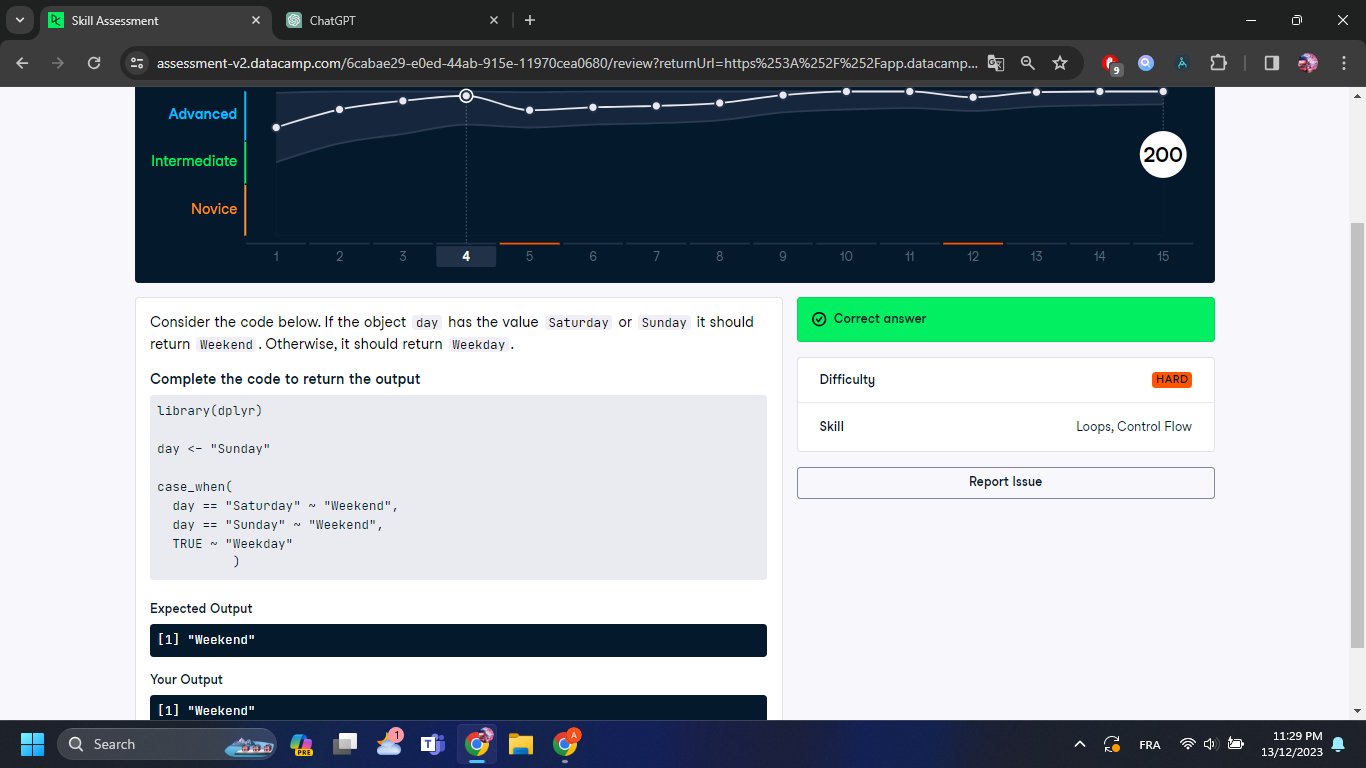 Skill Assessment
ChatGPT
assessment-v2.datacamp.com/6cabae29-e0ed-44ab-915e-11970cea0680/review?returnUrl=https%253A%252F%252Fapp.datacamp...
9
Advanced
Intermediate
Novice
200
1 2 3 4 5 6 7 8 9 10 11 12 13 14 15
Consider the code below. If the object day has the value Saturday or Sunday it should
return Weekend. Otherwise, it should return Weekday.
Complete the code to return the output
library(dplyr)
day <- "Sunday"
case_when(
  day == "Saturday" ~ "Weekend",
  day == "Sunday" ~ "Weekend",
  TRUE ~ "Weekday"
          )
Expected Output
[1] "Weekend"
Your Output
[1] "Weekend"
Correct answer
Difficulty HARD
Skill Loops, Control Flow
Report Issue
Search
PRE
1
A
FRA
11:29 PM
13/12/2023